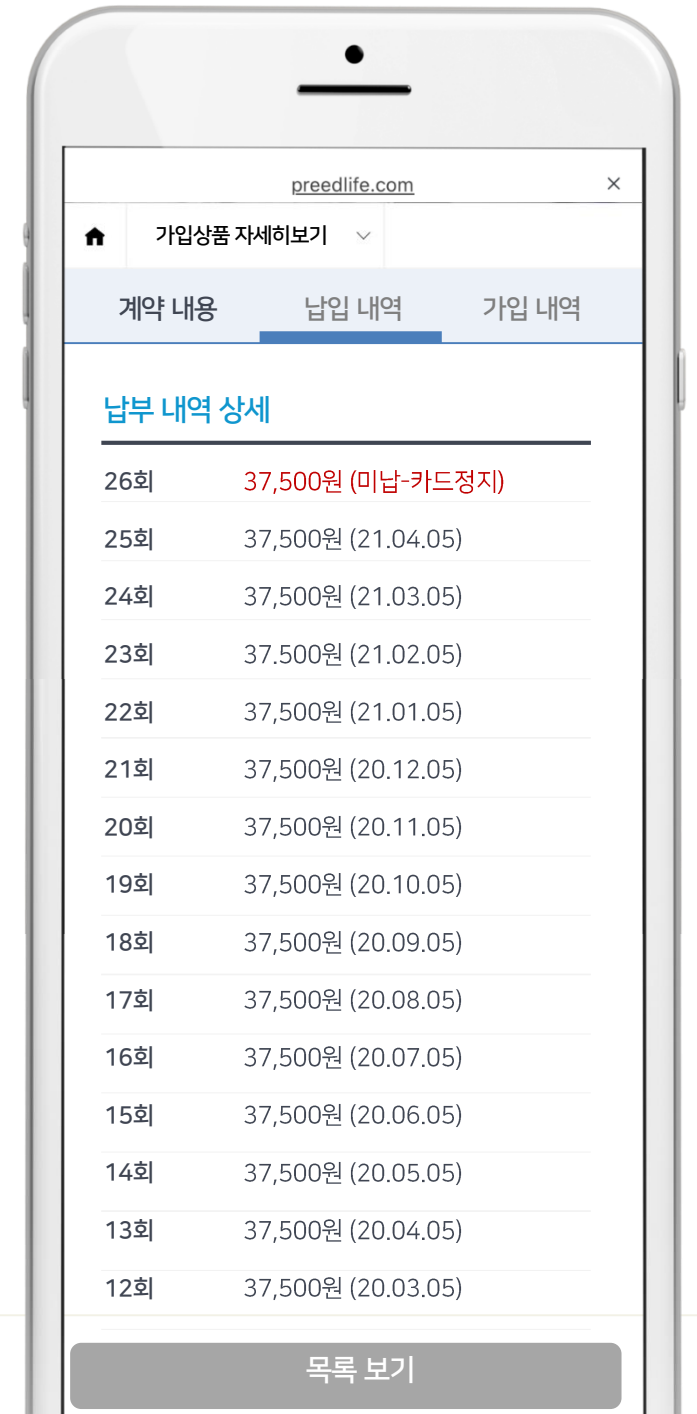 preedlife.com ×
가입상품 자세히보기
계약 내용 납입 내역 가입 내역
납부 내역 상세
26회 37,500원 (미납-카드정지)
25회 37,500원 (21.04.05)
24회 37,500원 (21.03.05)
23회 37.500원 (21.02.05)
22회 37,500원 (21.01.05)
21회 37,500원 (20.12.05)
20회 37,500원 (20.11.05)
19회 37,500원 (20.10.05)
18회 37,500원 (20.09.05)
17회 37,500원 (20.08.05)
16회 37,500원 (20.07.05)
15회 37,500원 (20.06.05)
14회 37,500원 (20.05.05)
13회 37,500원 (20.04.05)
12회 37,500원 (20.03.05)
목록 보기